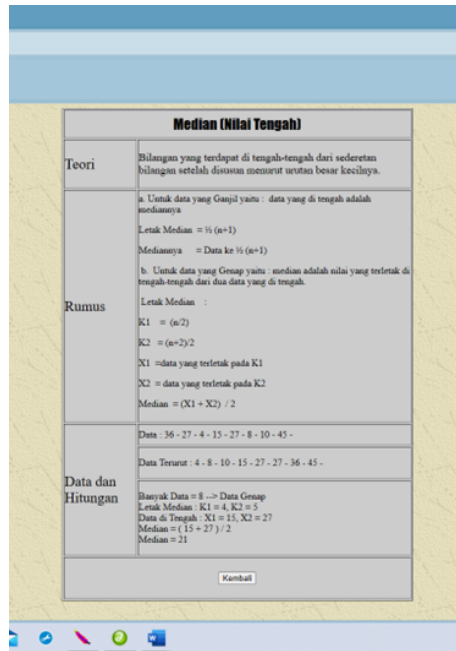 Median (Nilai Tengah)
Teori
Bilangan yang terdapat di tengah-tengah dari sederetan
bilangan setelah disusun menurut urutan besar kecilnya.
Rumus
a. Untuk data yang Ganjil yaitu : data yang di tengah adalah
mediannya
Letak Median = ½ (n+1)
Mediannya = Data ke ½ (n+1)
b. Untuk data yang Genap yaitu : median adalah nilai yang terletak di
tengah-tengah dari dua data yang di tengah.
Letak Median :
K1 = (n/2)
K2 = (n+2)/2
X1 =data yang terletak pada K1
X2 = data yang terletak pada K2
Median = (X1 + X2) / 2
Data dan
Hitungan
Data : 36 - 27 - 4 - 15 - 27 - 8 - 10 - 45 -
Data Terurut : 4 - 8 - 10 - 15 - 27 - 27 - 36 - 45 -
Banyak Data = 8 --> Data Genap
Letak Median : K1 = 4, K2 = 5
Data di Tengah : X1 = 15, X2 = 27
Median = ( 15 + 27 ) / 2
Median = 21
Kembali